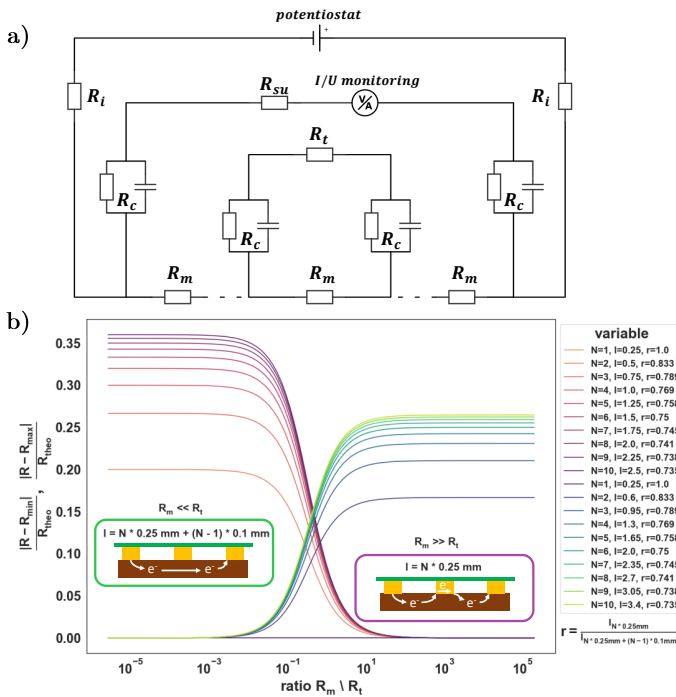 a)
potentiostat
+
R_i
R_su
I/U monitoring
V/A
R_i
R_t
R_c
R_c
R_c
R_c
R_m
R_m
R_m
b)
|R − R_min| / R_theo , |R − R_max| / R_theo
0.35
0.30
0.25
0.20
0.15
0.10
0.05
0.00
R_m << R_t
l = N * 0.25 mm + (N - 1) * 0.1 mm
e⁻ e⁻
R_m >> R_t
l = N * 0.25 mm
e⁻
e⁻ e⁻
10⁻⁵ 10⁻³ 10⁻¹ 10¹ 10³ 10⁵
ratio R_m \ R_t
variable
N=1, l=0.25, r=1.0
N=2, l=0.5, r=0.833
N=3, l=0.75, r=0.789
N=4, l=1.0, r=0.769
N=5, l=1.25, r=0.758
N=6, l=1.5, r=0.75
N=7, l=1.75, r=0.745
N=8, l=2.0, r=0.741
N=9, l=2.25, r=0.738
N=10, l=2.5, r=0.735
N=1, l=0.25, r=1.0
N=2, l=0.6, r=0.833
N=3, l=0.95, r=0.789
N=4, l=1.3, r=0.769
N=5, l=1.65, r=0.758
N=6, l=2.0, r=0.75
N=7, l=2.35, r=0.745
N=8, l=2.7, r=0.741
N=9, l=3.05, r=0.738
N=10, l=3.4, r=0.735
r = l_N * 0.25mm / l_N * 0.25mm + (N − 1) * 0.1mm